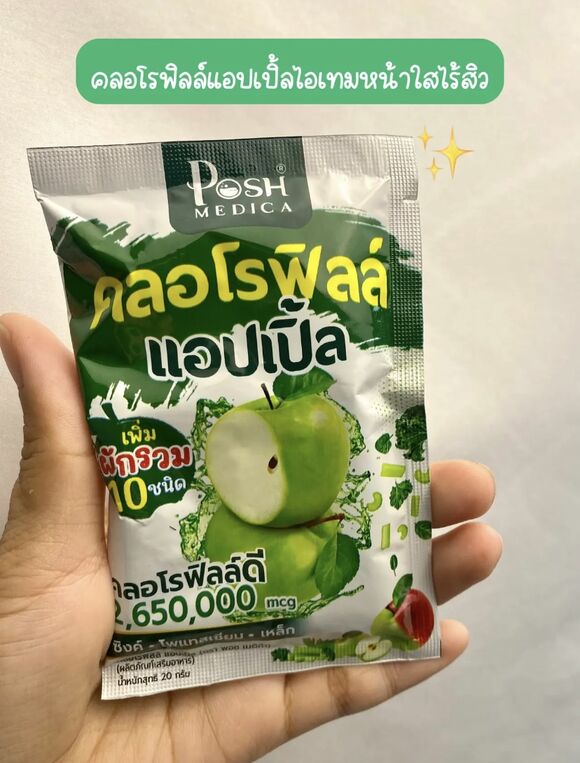 คลอโรฟิลล์แอปเปิ้ลไอเทมหน้าใสไร้สิว
POSH®
MEDICA
คลอโรฟิลล์
แอปเปิ้ล
เพิ่ม
ผักรวม
10 ชนิด
คลอโรฟิลล์ดี
2,650,000 mcg
ซิงค์ • โพแทสเซียม • เหล็ก
(ผลิตภัณฑ์เสริมอาหาร)
น้ำหนักสุทธิ 20 กรัม